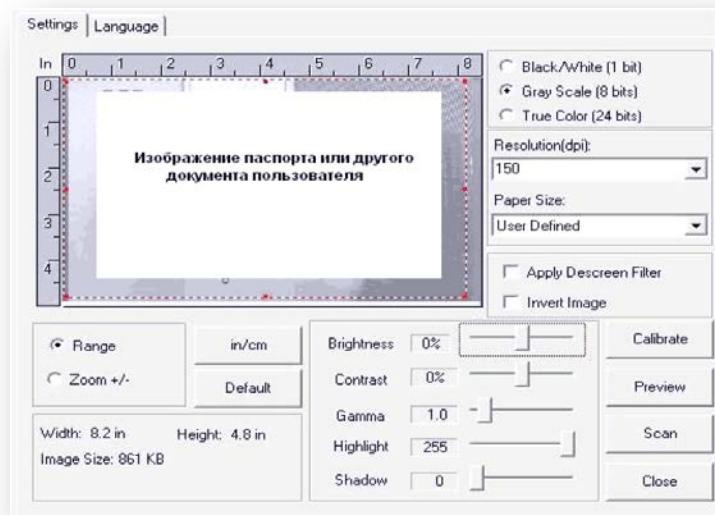 Settings
Language
In
0 1 2 3 4 5 6 7 8
0
1
2
3
4
Изображение паспорта или другого
документа пользователя
Black/White (1 bit)
Gray Scale (8 bits)
True Color (24 bits)
Resolution(dpi):
150
Paper Size:
User Defined
Apply Descreen Filter
Invert Image
Range
Zoom +/-
in/cm
Default
Width: 8.2 in Height: 4.8 in
Image Size: 861 KB
Brightness 0%
Contrast 0%
Gamma 1.0
Highlight 255
Shadow 0
Calibrate
Preview
Scan
Close